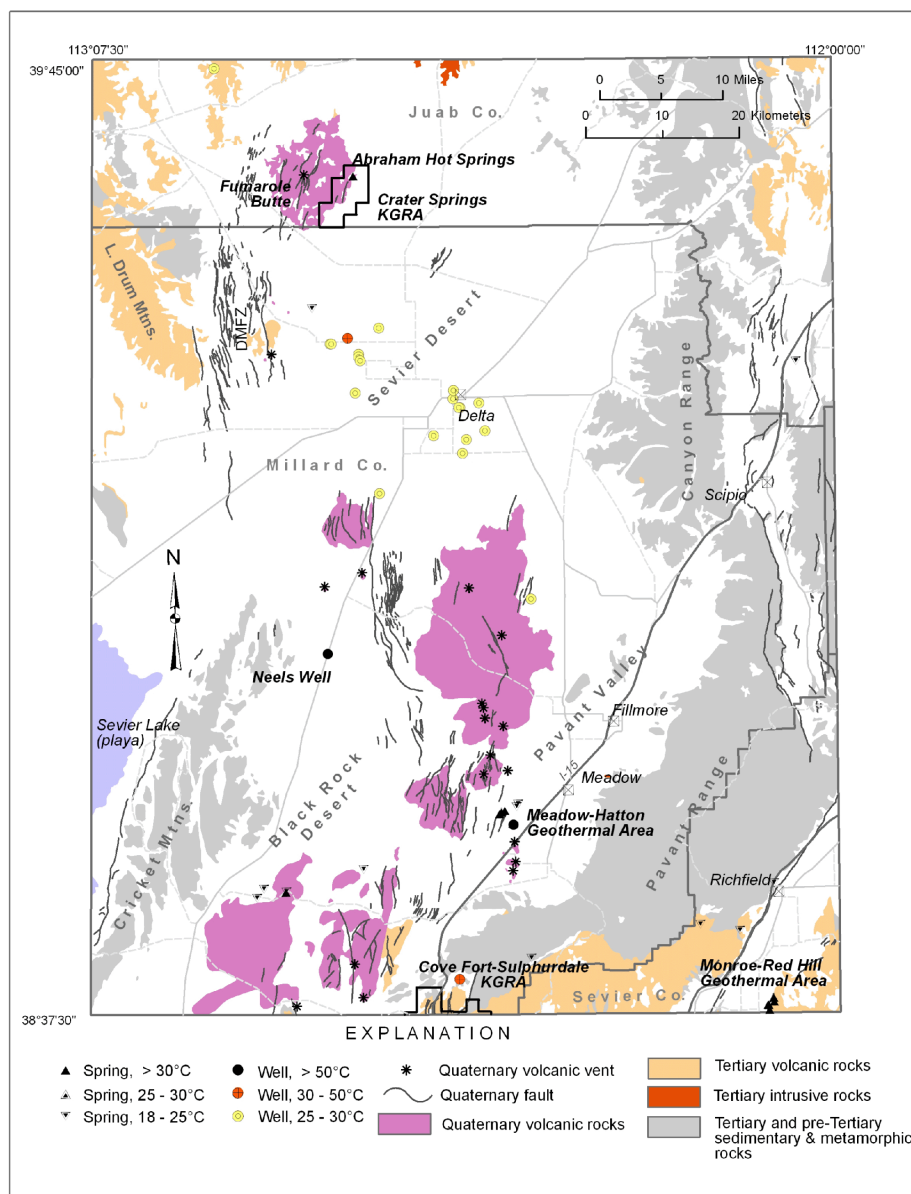 113°07'30"
112°00'00"
39°45'00"
0 5 10 Miles
0 10 20 Kilometers
Juab Co.
Abraham Hot Springs
Fumarole
Butte
Crater Springs
KGRA
L. Drum Mtns.
DMFZ
Sevier Desert
Canyon Range
Delta
Millard Co.
Scipio
N
Neels Well
Pavant Valley
Fillmore
Sevier Lake
(playa)
I-15
Meadow
Black Rock
Desert
Meadow-Hatton
Geothermal Area
Pavant Range
Cricket Mtns.
Richfield
Cove Fort-Sulphurdale
KGRA
Monroe-Red Hill
Geothermal Area
Sevier Co.
38°37'30"
EXPLANATION
Spring, > 30°C
Well, > 50°C
Quaternary volcanic vent
Tertiary volcanic rocks
Spring, 25 - 30°C
Well, 30 - 50°C
Quaternary fault
Tertiary intrusive rocks
Spring, 18 - 25°C
Well, 25 - 30°C
Quaternary volcanic rocks
Tertiary and pre-Tertiary
sedimentary & metamorphic
rocks